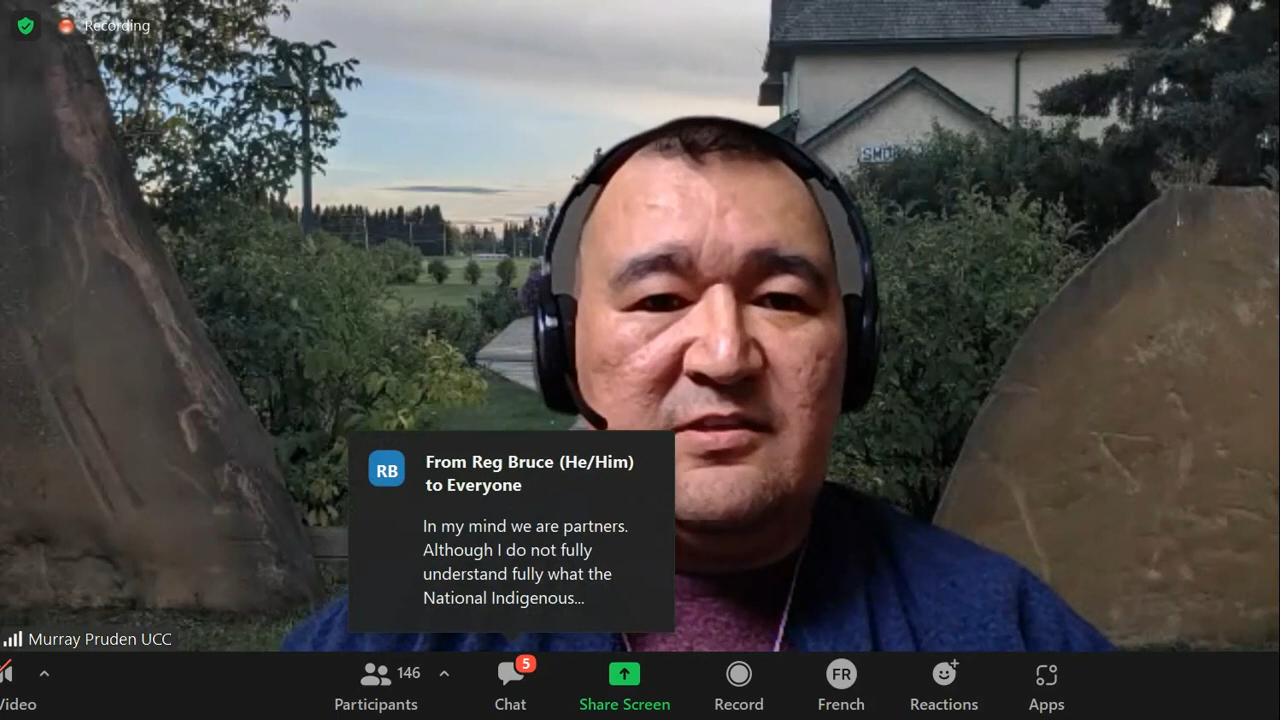 Recording
From Reg Bruce (He/Him)
to Everyone
RB
In my mind we are partners.
Although I do not fully
understand fully what the
National Indigenous...
Murray Pruden UCC
Video
146
Participants
5
Chat
Share Screen
Record
FR
French
Reactions
Apps